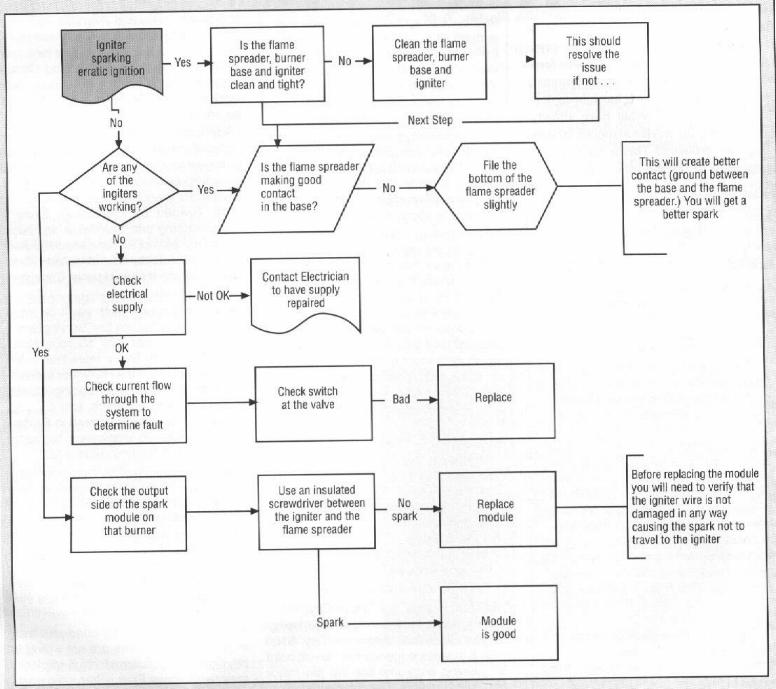 Igniter
sparking
erratic ignition
Yes
Is the flame
spreader, burner
base and igniter
clean and tight?
No
Clean the flame
spreader, burner
base and
igniter
This should
resolve the
issue
if not . . .
No
Next Step
Are any
of the
ingiters
working?
Yes
Is the flame spreader
making good
contact
in the base?
No
File the
bottom of the
flame spreader
slightly
This will create better
contact (ground between
the base and the flame
spreader.) You will get a
better spark
No
Check
electrical
supply
Not OK
Contact Electrician
to have supply
repaired
Yes
OK
Check current flow
through the
system to
determine fault
Check switch
at the valve
Bad
Replace
Check the output
side of the spark
module on
that burner
Use an insulated
screwdriver between
the igniter and the
flame spreader
No
spark
Replace
module
Before replacing the module
you will need to verify that
the igniter wire is not
damaged in any way
causing the spark not to
travel to the igniter
Spark
Module
is good